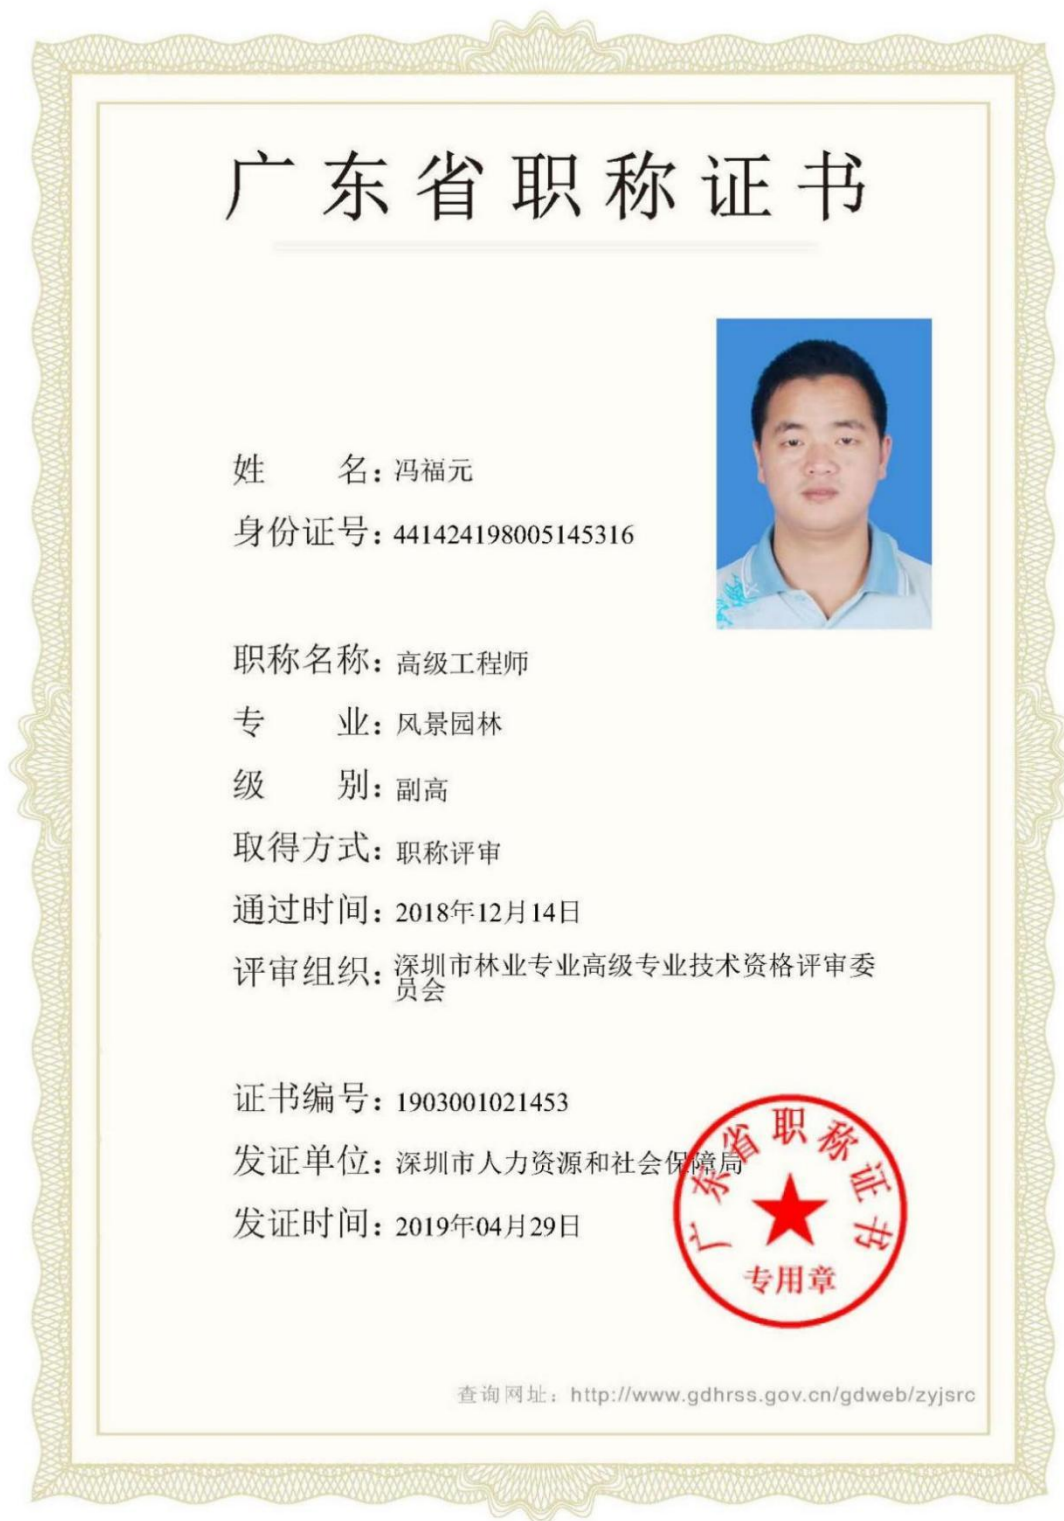 广东省职称证书
姓 名：冯福元
身份证号：441424198005145316
职称名称：高级工程师
专 业：风景园林
级 别：副高
取得方式：职称评审
通过时间：2018年12月14日
评审组织：深圳市林业专业高级专业技术资格评审委
员会
证书编号：1903001021453
发证单位：深圳市人力资源和社会保障局
发证时间：2019年04月29日
广东省职称证书
专用章
查询网址：http://www.gdhrss.gov.cn/gdweb/zyjsrc